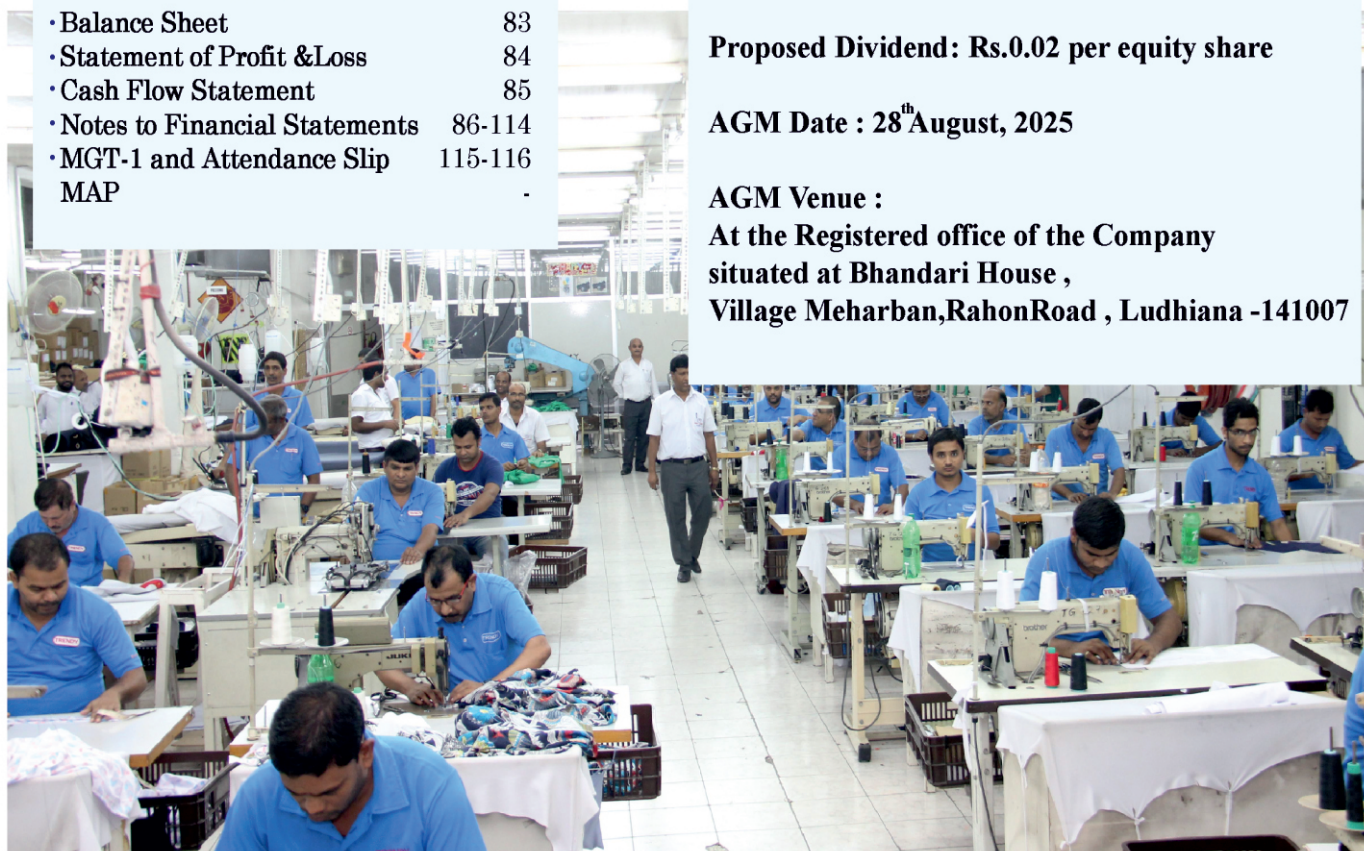 ·Balance Sheet 83
·Statement of Profit &Loss 84
·Cash Flow Statement 85
·Notes to Financial Statements 86-114
·MGT-1 and Attendance Slip 115-116
MAP -
Proposed Dividend: Rs.0.02 per equity share
AGM Date : 28th August, 2025
AGM Venue :
At the Registered office of the Company
situated at Bhandari House ,
Village Meharban,RahonRoad , Ludhiana -141007
TRENDY
JUKI
brother